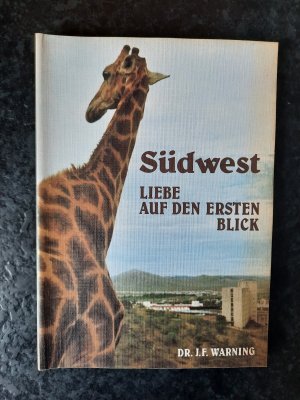 Südwest
LIEBE
AUF DEN ERSTEN
BLICK
DR. J.F. WARNING